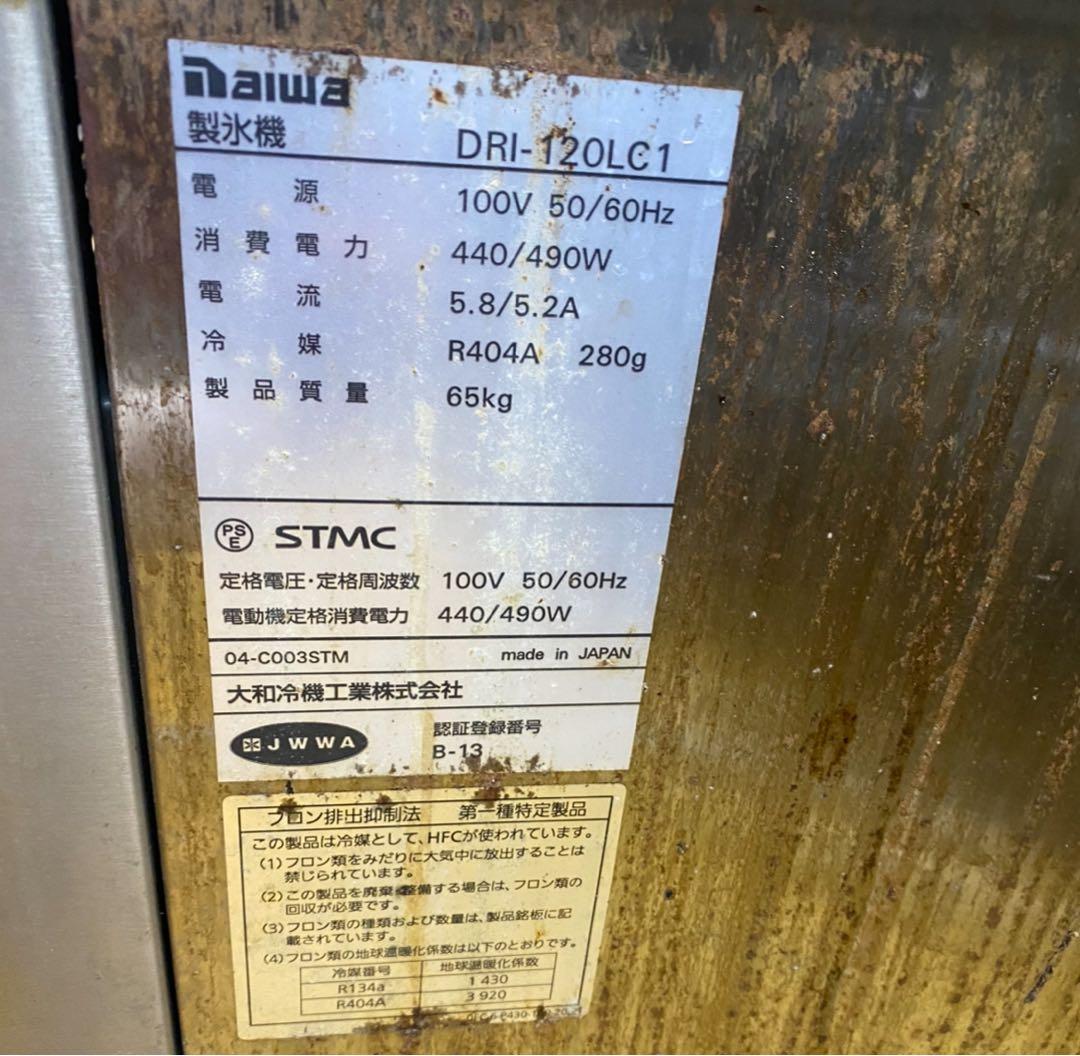 Daiwa
製氷機 DRI-120LC1
電源 100V 50/60Hz
消費電力 440/490W
電流 5.8/5.2A
冷媒 R404A 280g
製品質量 65kg
PSE STMC
定格電圧・定格周波数 100V 50/60Hz
電動機定格消費電力 440/490W
04-C003STM made in JAPAN
大和冷機工業株式会社
JWWA 認証登録番号
B-13
フロン排出抑制法 第一種特定製品
この製品は冷媒として、HFCが使われています。
(1)フロン類をみだりに大気中に放出することは
禁じられています。
(2)この製品を廃棄・整備する場合は、フロン類の
回収が必要です。
(3)フロン類の種類および数量は、製品銘板に記
載されています。
(4)フロン類の地球温暖化係数は以下のとおりです。
冷媒番号 地球温暖化係数
R134a 1 430
R404A 3 920